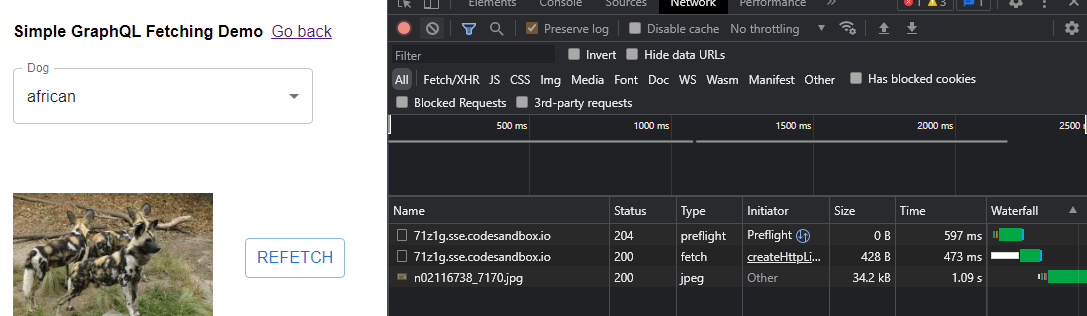 Simple GraphQL Fetching Demo Go back
Dog
african
REFETCH
Elements Console Sources Network Performance 1 3 1
Preserve log Disable cache No throttling
Filter Invert Hide data URLs
All Fetch/XHR JS CSS Img Media Font Doc WS Wasm Manifest Other Has blocked cookies
Blocked Requests 3rd-party requests
500 ms 1000 ms 1500 ms 2000 ms 2500
Name Status Type Initiator Size Time Waterfall
71z1g.sse.codesandbox.io 204 preflight Preflight 0 B 597 ms
71z1g.sse.codesandbox.io 200 fetch createHttpLi... 428 B 473 ms
n02116738_7170.jpg 200 jpeg Other 34.2 kB 1.09 s